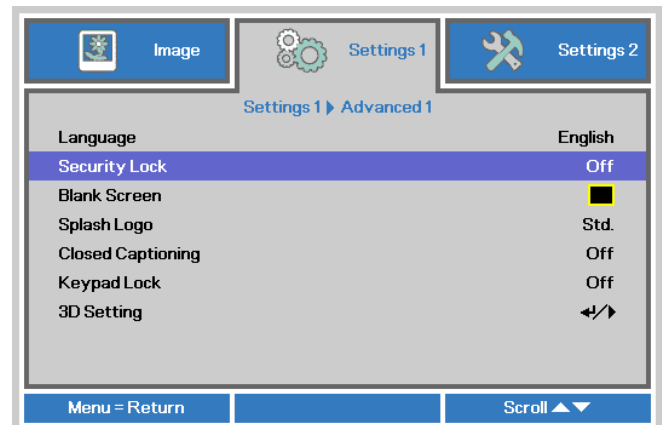 Image Settings 1 Settings 2
Settings 1 ▶ Advanced 1
Language English
Security Lock Off
Blank Screen
Splash Logo Std.
Closed Captioning Off
Keypad Lock Off
3D Setting ↵/▶
Menu = Return Scroll ▲▼